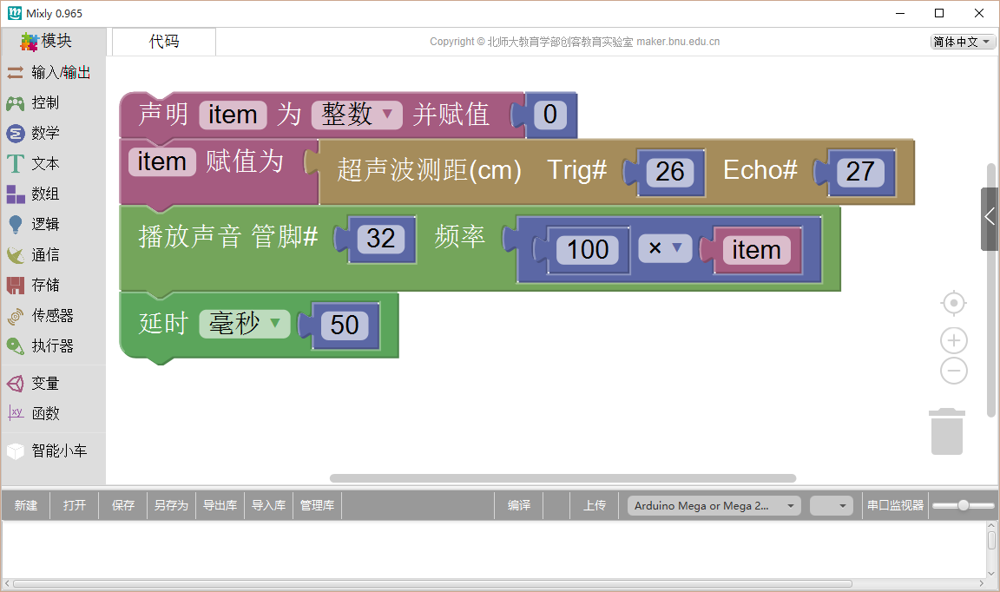 Mixly 0.965
模块
代码
Copyright © 北师大教育学部创客教育实验室 maker.bnu.edu.cn
简体中文
输入/输出
控制
数学
文本
数组
逻辑
通信
存储
传感器
执行器
变量
xy 函数
智能小车
声明 item 为 整数 并赋值 0
item 赋值为 超声波测距(cm) Trig# 26 Echo# 27
播放声音 管脚# 32 频率 100 × item
延时 毫秒 50
新建 打开 保存 另存为 导出库 导入库 管理库 编译 上传 Arduino Mega or Mega 2... 串口监视器